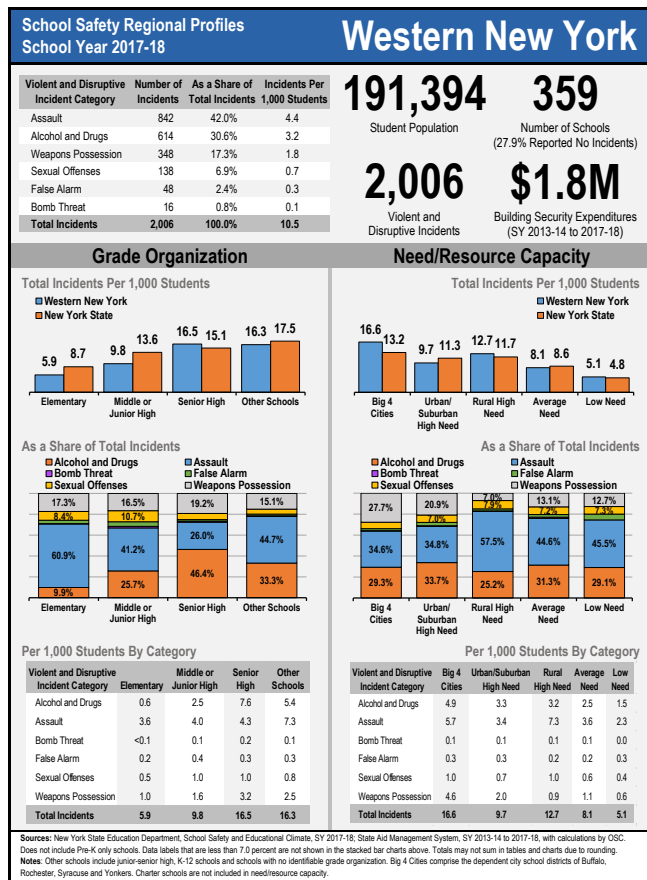 School Safety Regional Profiles
School Year 2017-18
Western New York
Violent and Disruptive Incident Category Number of Incidents As a Share of Total Incidents Incidents Per 1,000 Students
Assault 842 42.0% 4.4
Alcohol and Drugs 614 30.6% 3.2
Weapons Possession 348 17.3% 1.8
Sexual Offenses 138 6.9% 0.7
False Alarm 48 2.4% 0.3
Bomb Threat 16 0.8% 0.1
Total Incidents 2,006 100.0% 10.5
191,394
Student Population
359
Number of Schools
(27.9% Reported No Incidents)
2,006
Violent and
Disruptive Incidents
$1.8M
Building Security Expenditures
(SY 2013-14 to 2017-18)
Grade Organization
Total Incidents Per 1,000 Students
Western New York
New York State
5.9 8.7 9.8 13.6 16.5 15.1 16.3 17.5
Elementary Middle or Junior High Senior High Other Schools
As a Share of Total Incidents
Alcohol and Drugs Assault
Bomb Threat False Alarm
Sexual Offenses Weapons Possession
17.3% 16.5% 19.2% 15.1%
8.4% 10.7%
60.9% 41.2% 26.0% 44.7%
9.9% 25.7% 46.4% 33.3%
Elementary Middle or Junior High Senior High Other Schools
Per 1,000 Students By Category
Violent and Disruptive Incident Category Elementary Middle or Junior High Senior High Other Schools
Alcohol and Drugs 0.6 2.5 7.6 5.4
Assault 3.6 4.0 4.3 7.3
Bomb Threat <0.1 0.1 0.2 0.1
False Alarm 0.2 0.4 0.3 0.3
Sexual Offenses 0.5 1.0 1.0 0.8
Weapons Possession 1.0 1.6 3.2 2.5
Total Incidents 5.9 9.8 16.5 16.3
Need/Resource Capacity
Total Incidents Per 1,000 Students
Western New York
New York State
16.6 13.2 9.7 11.3 12.7 11.7 8.1 8.6 5.1 4.8
Big 4 Cities Urban/Suburban High Need Rural High Need Average Need Low Need
As a Share of Total Incidents
Alcohol and Drugs Assault
Bomb Threat False Alarm
Sexual Offenses Weapons Possession
27.7% 20.9% 7.0% 13.1% 12.7%
7.0% 7.9% 7.2% 7.3%
34.6% 34.8% 57.5% 44.6% 45.5%
29.3% 33.7% 25.2% 31.3% 29.1%
Big 4 Cities Urban/Suburban High Need Rural High Need Average Need Low Need
Per 1,000 Students By Category
Violent and Disruptive Incident Category Big 4 Cities Urban/Suburban High Need Rural High Need Average Need Low Need
Alcohol and Drugs 4.9 3.3 3.2 2.5 1.5
Assault 5.7 3.4 7.3 3.6 2.3
Bomb Threat 0.1 0.1 0.1 0.1 0.0
False Alarm 0.3 0.3 0.2 0.2 0.3
Sexual Offenses 1.0 0.7 1.0 0.6 0.4
Weapons Possession 4.6 2.0 0.9 1.1 0.6
Total Incidents 16.6 9.7 12.7 8.1 5.1
Sources: New York State Education Department, School Safety and Educational Climate, SY 2017-18; State Aid Management System, SY 2013-14 to 2017-18, with calculations by OSC.
Does not include Pre-K only schools. Data labels that are less than 7.0 percent are not shown in the stacked bar charts above. Totals may not sum in tables and charts due to rounding.
Notes: Other schools include junior-senior high, K-12 schools and schools with no identifiable grade organization. Big 4 Cities comprise the dependent city school districts of Buffalo,
Rochester, Syracuse and Yonkers. Charter schools are not included in need/resource capacity.